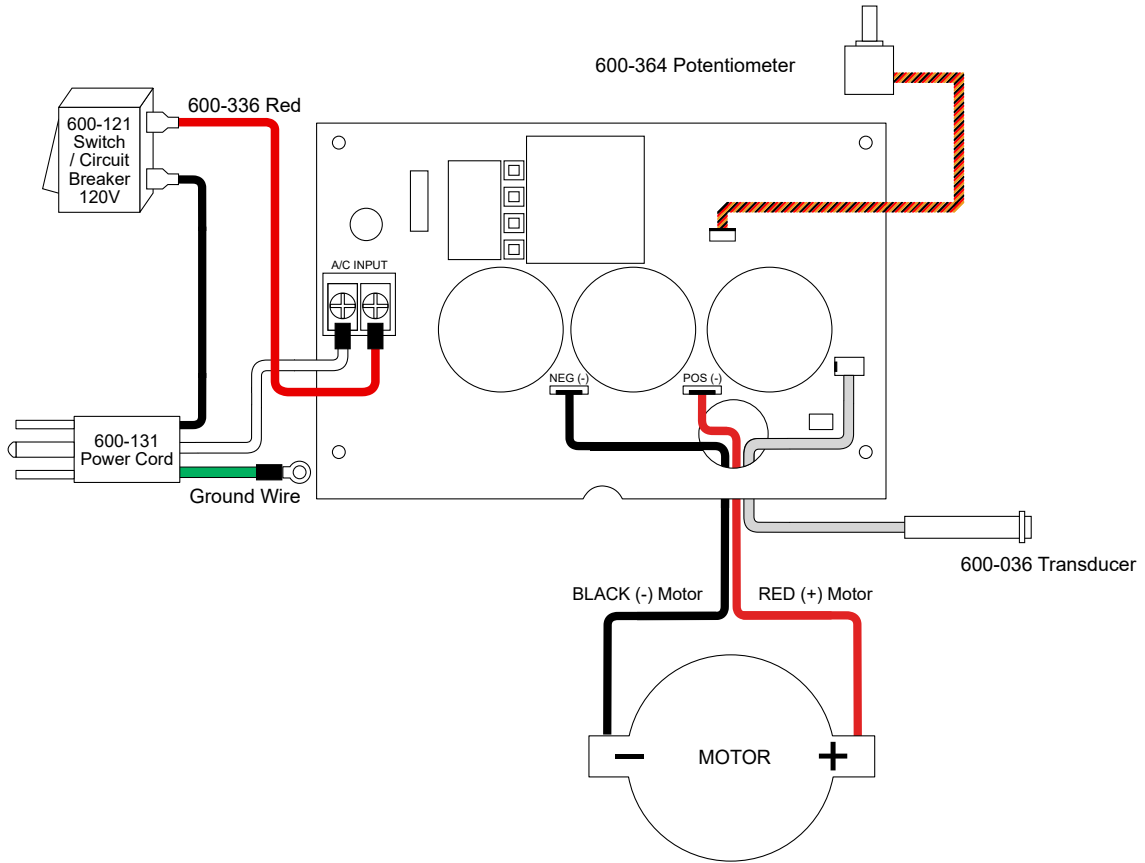 600-364 Potentiometer
600-336 Red
600-121
Switch
/ Circuit
Breaker
120V
A/C INPUT
NEG (-)
POS (-)
600-131
Power Cord
Ground Wire
600-036 Transducer
BLACK (-) Motor
RED (+) Motor
MOTOR